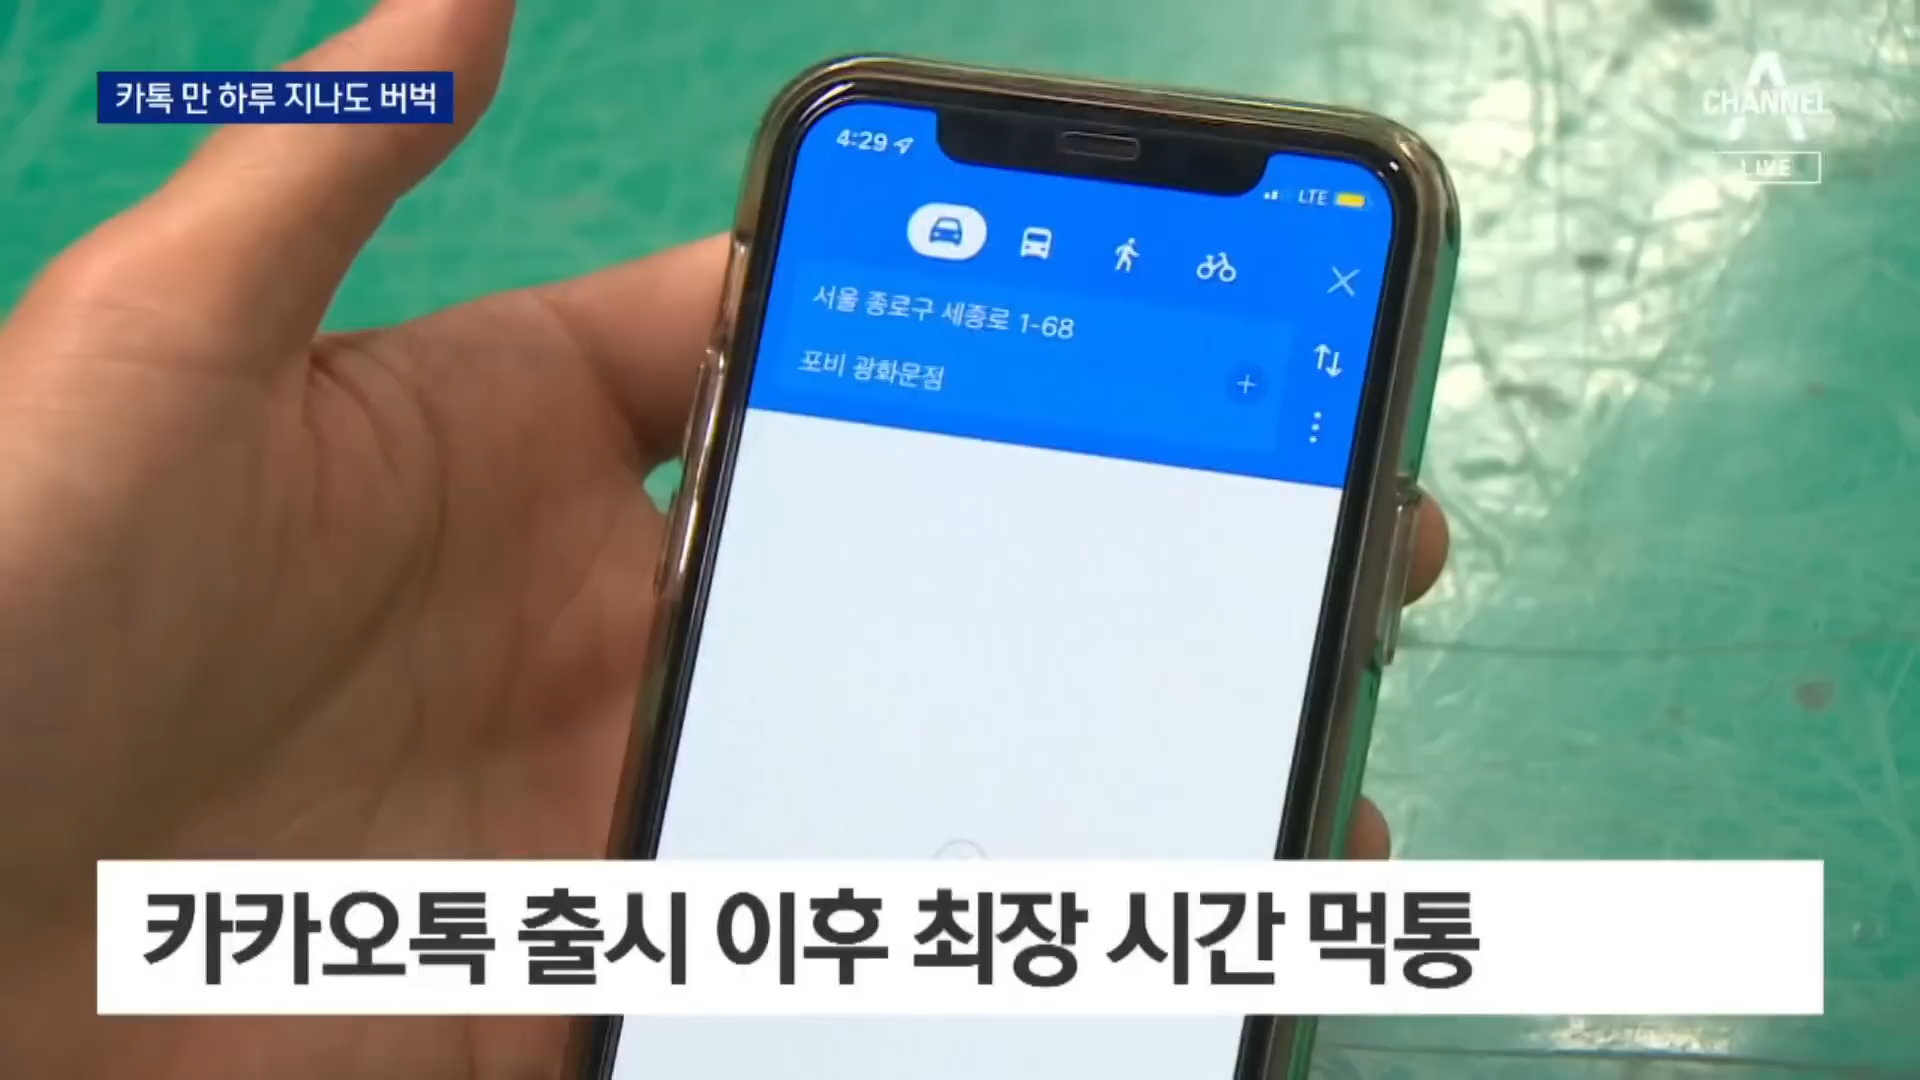 카톡 만 하루 지나도 버벅
CHANNEL
LIVE
4:29
LTE
서울 종로구 세종로 1-68
포비 광화문점
카카오톡 출시 이후 최장 시간 먹통